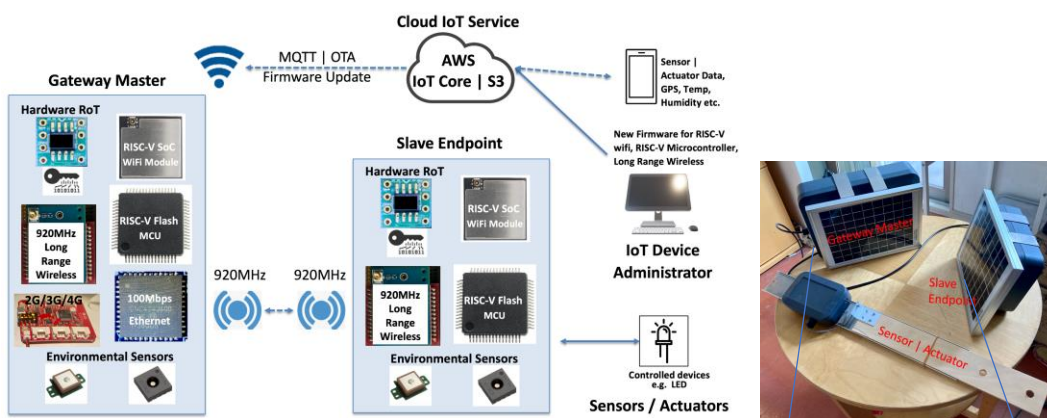 Cloud IoT Service
AWS
IoT Core | S3
MQTT | OTA
Firmware Update
Sensor |
Actuator Data,
GPS, Temp,
Humidity etc.
Gateway Master
Hardware RoT
10101011
RISC-V SoC
WiFi Module
920MHz
Long
Range
Wireless
RISC-V Flash
MCU
2G/3G/4G
100Mbps
Ethernet
Environmental Sensors
920MHz
920MHz
Slave Endpoint
Hardware RoT
10101011
RISC-V SoC
WiFi Module
920MHz
Long
Range
Wireless
RISC-V Flash
MCU
Environmental Sensors
New Firmware for RISC-V
wifi, RISC-V Microcontroller,
Long Range Wireless
IoT Device
Administrator
Controlled devices
e.g. LED
Sensors / Actuators
Gateway Master
Slave
Endpoint
Sensor | Actuator